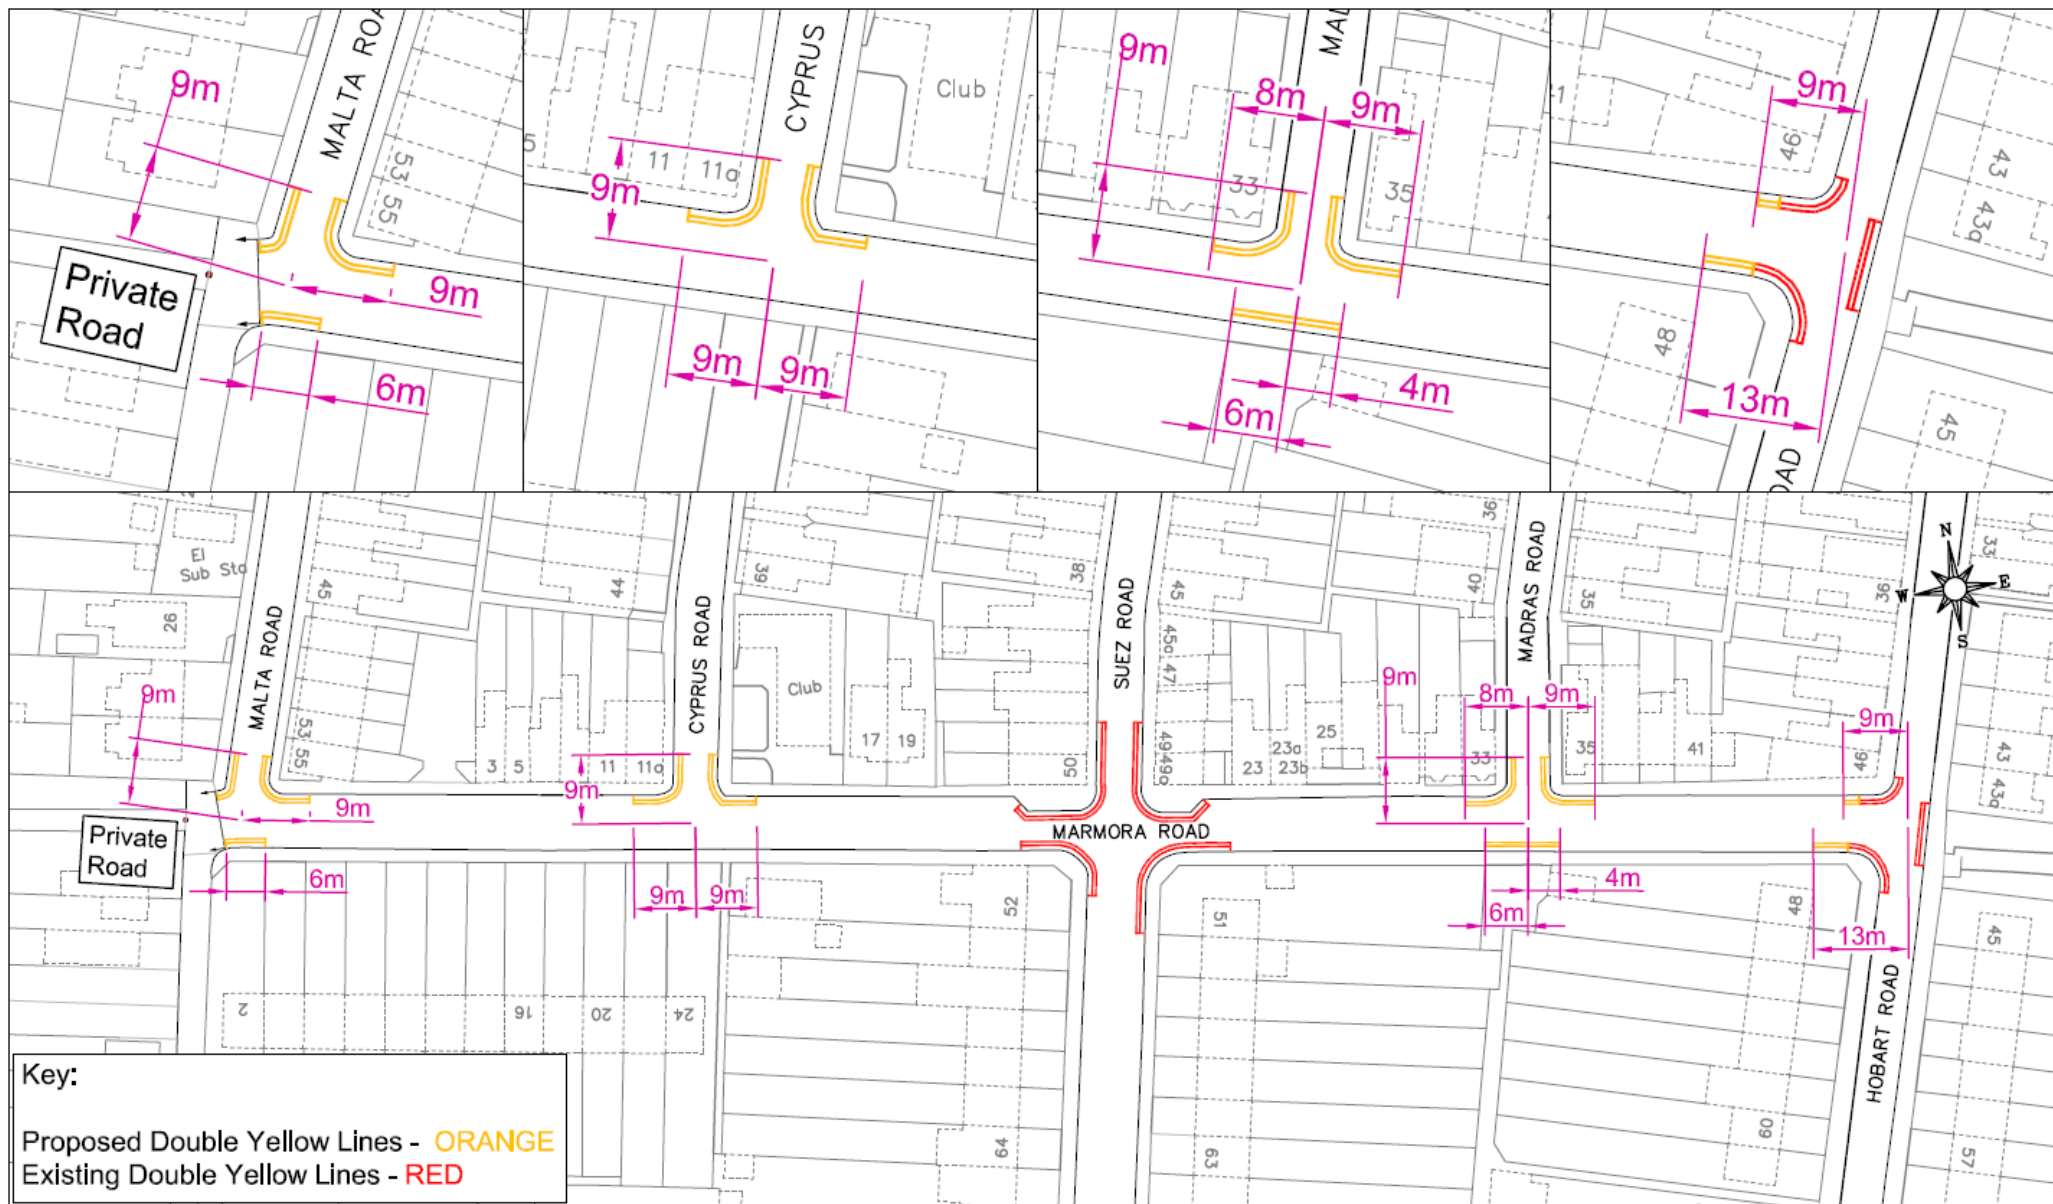 9m
MALTA ROA
53
55
9m
6m
Private
Road
CYPRUS
Club
5
11
11a
9m
9m
9m
MAL
9m
8m
9m
33
35
6m
4m
9m
46
43
43a
48
13m
45
OAD
El
Sub Sta
29
45
44
39
38
45
36
40
35
36
33
MALTA ROAD
CYPRUS ROAD
SUEZ ROAD
MADRAS ROAD
N
E
S
W
45a
47
9m
53
55
3
5
11
11a
Club
17
19
50
49
49a
23
23a
23b
25
33
9m
8m
9m
35
41
46
9m
43
43a
9m
9m
MARMORA ROAD
Private
Road
6m
9m
9m
52
51
6m
4m
48
13m
45
2
16
20
24
HOBART ROAD
64
63
60
57
Key:
Proposed Double Yellow Lines - ORANGE
Existing Double Yellow Lines - RED